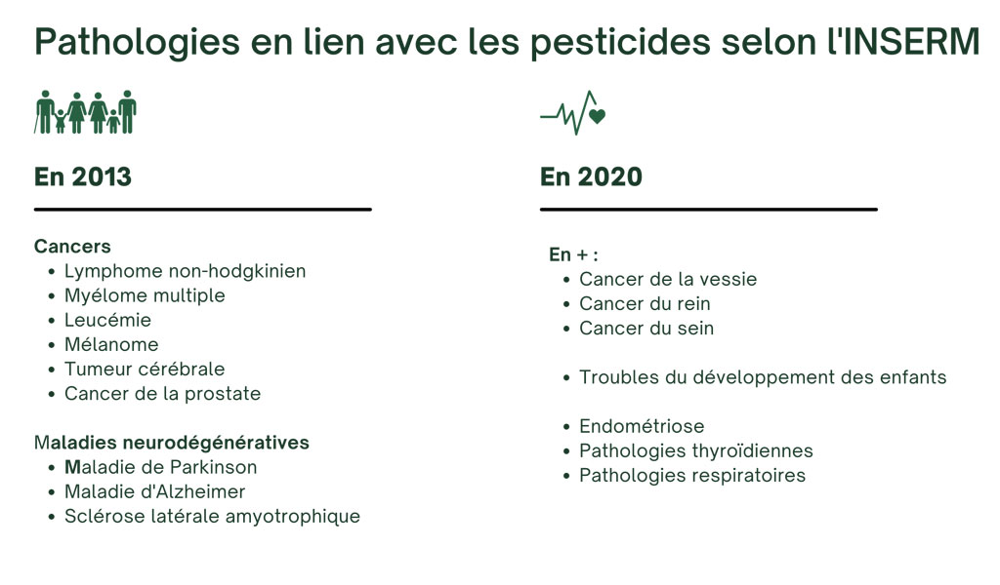 Pathologies en lien avec les pesticides selon l'INSERM
En 2013
Cancers
• Lymphome non-hodgkinien
• Myélome multiple
• Leucémie
• Mélanome
• Tumeur cérébrale
• Cancer de la prostate
Maladies neurodégénératives
• Maladie de Parkinson
• Maladie d'Alzheimer
• Sclérose latérale amyotrophique
En 2020
En + :
• Cancer de la vessie
• Cancer du rein
• Cancer du sein
• Troubles du développement des enfants
• Endométriose
• Pathologies thyroïdiennes
• Pathologies respiratoires